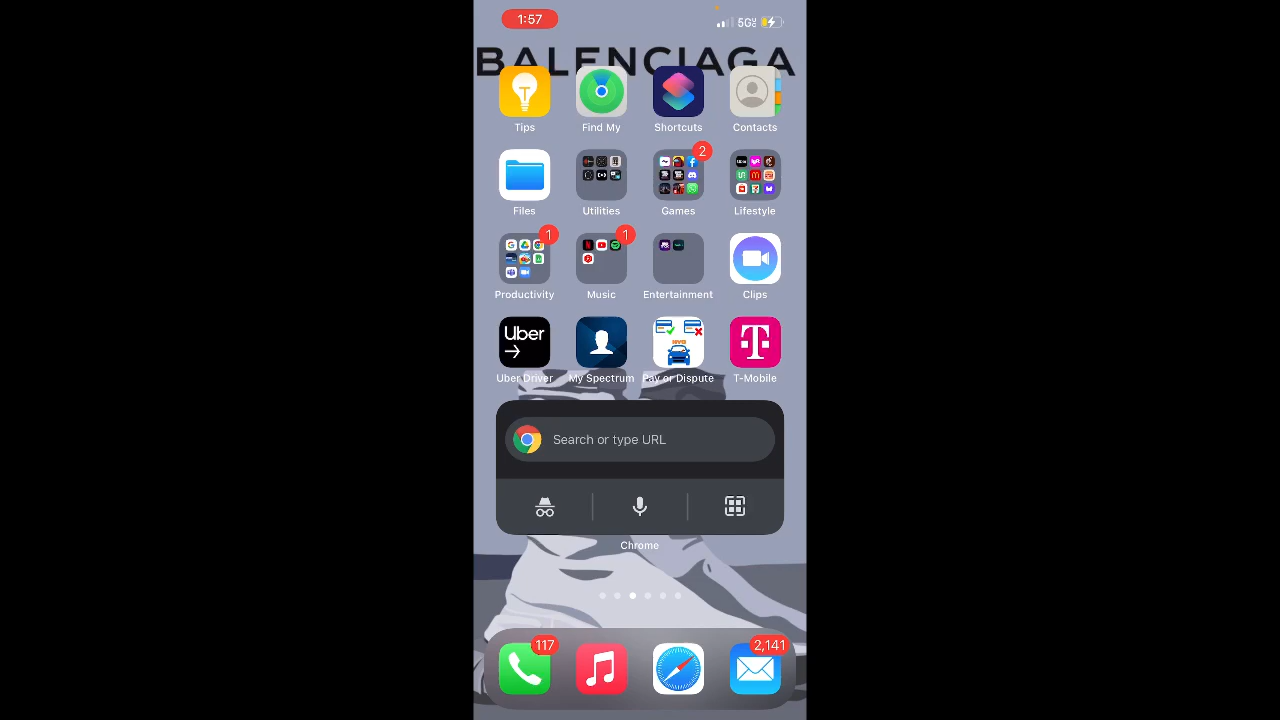 1:57
5G
BALENCIAGA
Tips
Find My
Shortcuts
Contacts
2
Files
Utilities
Games
Lifestyle
1
1
Productivity
Music
Entertainment
Clips
Uber
T
Uber Driver
My Spectrum
Pay or Dispute
T-Mobile
Search or type URL
Chrome
117
2,141